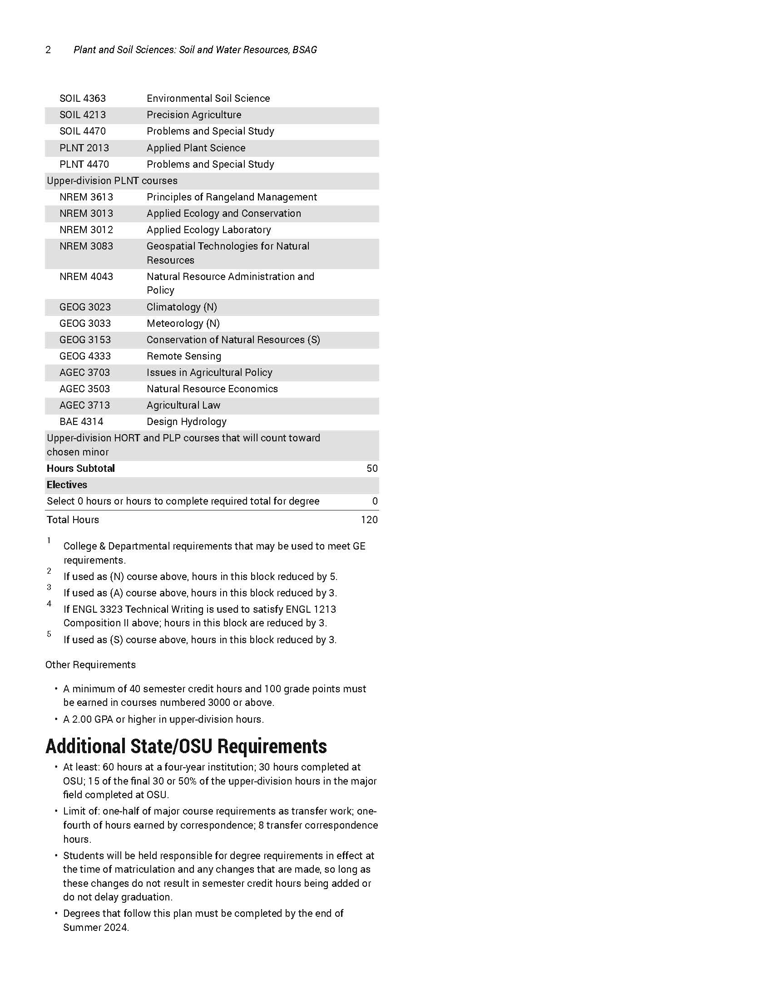 2 Plant and Soil Sciences: Soil and Water Resources, BSAG
SOIL 4363 Environmental Soil Science
SOIL 4213 Precision Agriculture
SOIL 4470 Problems and Special Study
PLNT 2013 Applied Plant Science
PLNT 4470 Problems and Special Study
Upper-division PLNT courses
NREM 3613 Principles of Rangeland Management
NREM 3013 Applied Ecology and Conservation
NREM 3012 Applied Ecology Laboratory
NREM 3083 Geospatial Technologies for Natural
Resources
NREM 4043 Natural Resource Administration and
Policy
GEOG 3023 Climatology (N)
GEOG 3033 Meteorology (N)
GEOG 3153 Conservation of Natural Resources (S)
GEOG 4333 Remote Sensing
AGEC 3703 Issues in Agricultural Policy
AGEC 3503 Natural Resource Economics
AGEC 3713 Agricultural Law
BAE 4314 Design Hydrology
Upper-division HORT and PLP courses that will count toward
chosen minor
Hours Subtotal 50
Electives
Select 0 hours or hours to complete required total for degree 0
Total Hours 120
1 College & Departmental requirements that may be used to meet GE
requirements.
2 If used as (N) course above, hours in this block reduced by 5.
3 If used as (A) course above, hours in this block reduced by 3.
4 If ENGL 3323 Technical Writing is used to satisfy ENGL 1213
Composition II above; hours in this block are reduced by 3.
5 If used as (S) course above, hours in this block reduced by 3.
Other Requirements
• A minimum of 40 semester credit hours and 100 grade points must
be earned in courses numbered 3000 or above.
• A 2.00 GPA or higher in upper-division hours.
Additional State/OSU Requirements
• At least: 60 hours at a four-year institution; 30 hours completed at
OSU; 15 of the final 30 or 50% of the upper-division hours in the major
field completed at OSU.
• Limit of: one-half of major course requirements as transfer work; one-
fourth of hours earned by correspondence; 8 transfer correspondence
hours.
• Students will be held responsible for degree requirements in effect at
the time of matriculation and any changes that are made, so long as
these changes do not result in semester credit hours being added or
do not delay graduation.
• Degrees that follow this plan must be completed by the end of
Summer 2024.